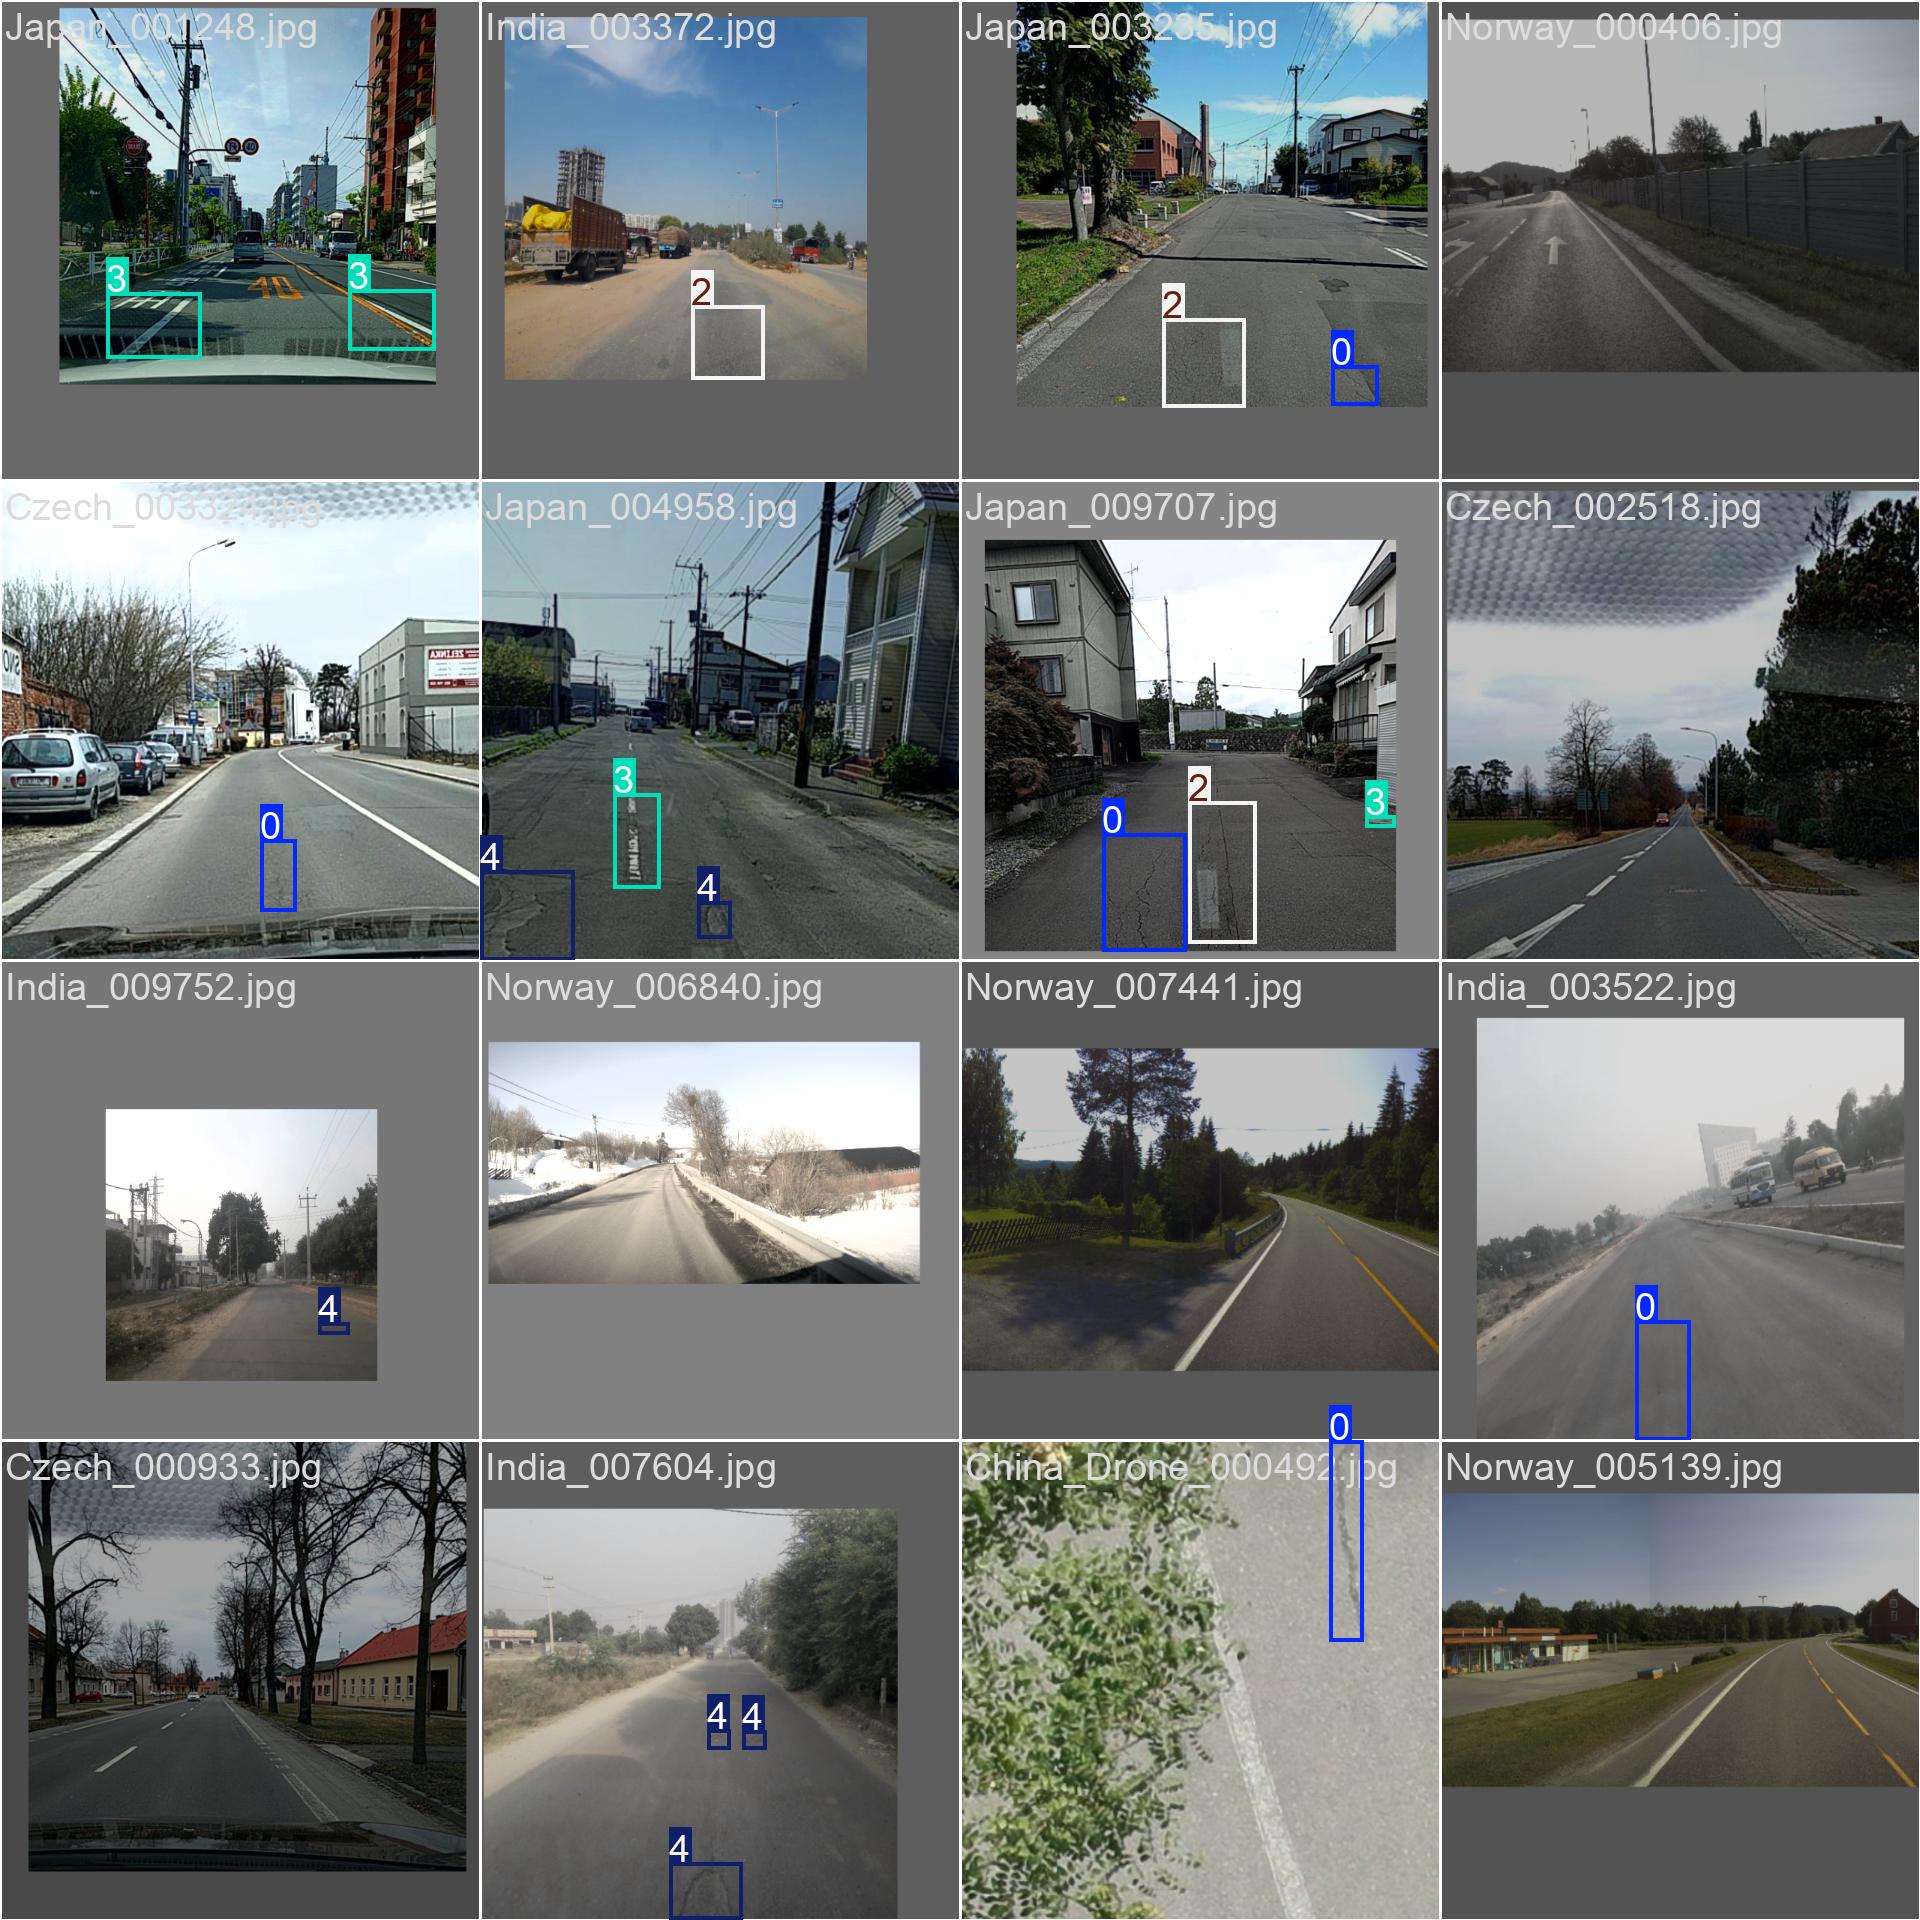 Japan_001248.jpg
India_003372.jpg
Japan_003235.jpg
Norway_000406.jpg
3
3
10
2
2
0
Czech_003324.jpg
Japan_004958.jpg
Japan_009707.jpg
Czech_002518.jpg
ZELINKA
0
3
4
4
0
2
3
India_009752.jpg
Norway_006840.jpg
Norway_007441.jpg
India_003522.jpg
4
0
Czech_000933.jpg
India_007604.jpg
China_Drone_000492.jpg
Norway_005139.jpg
0
4
4
4